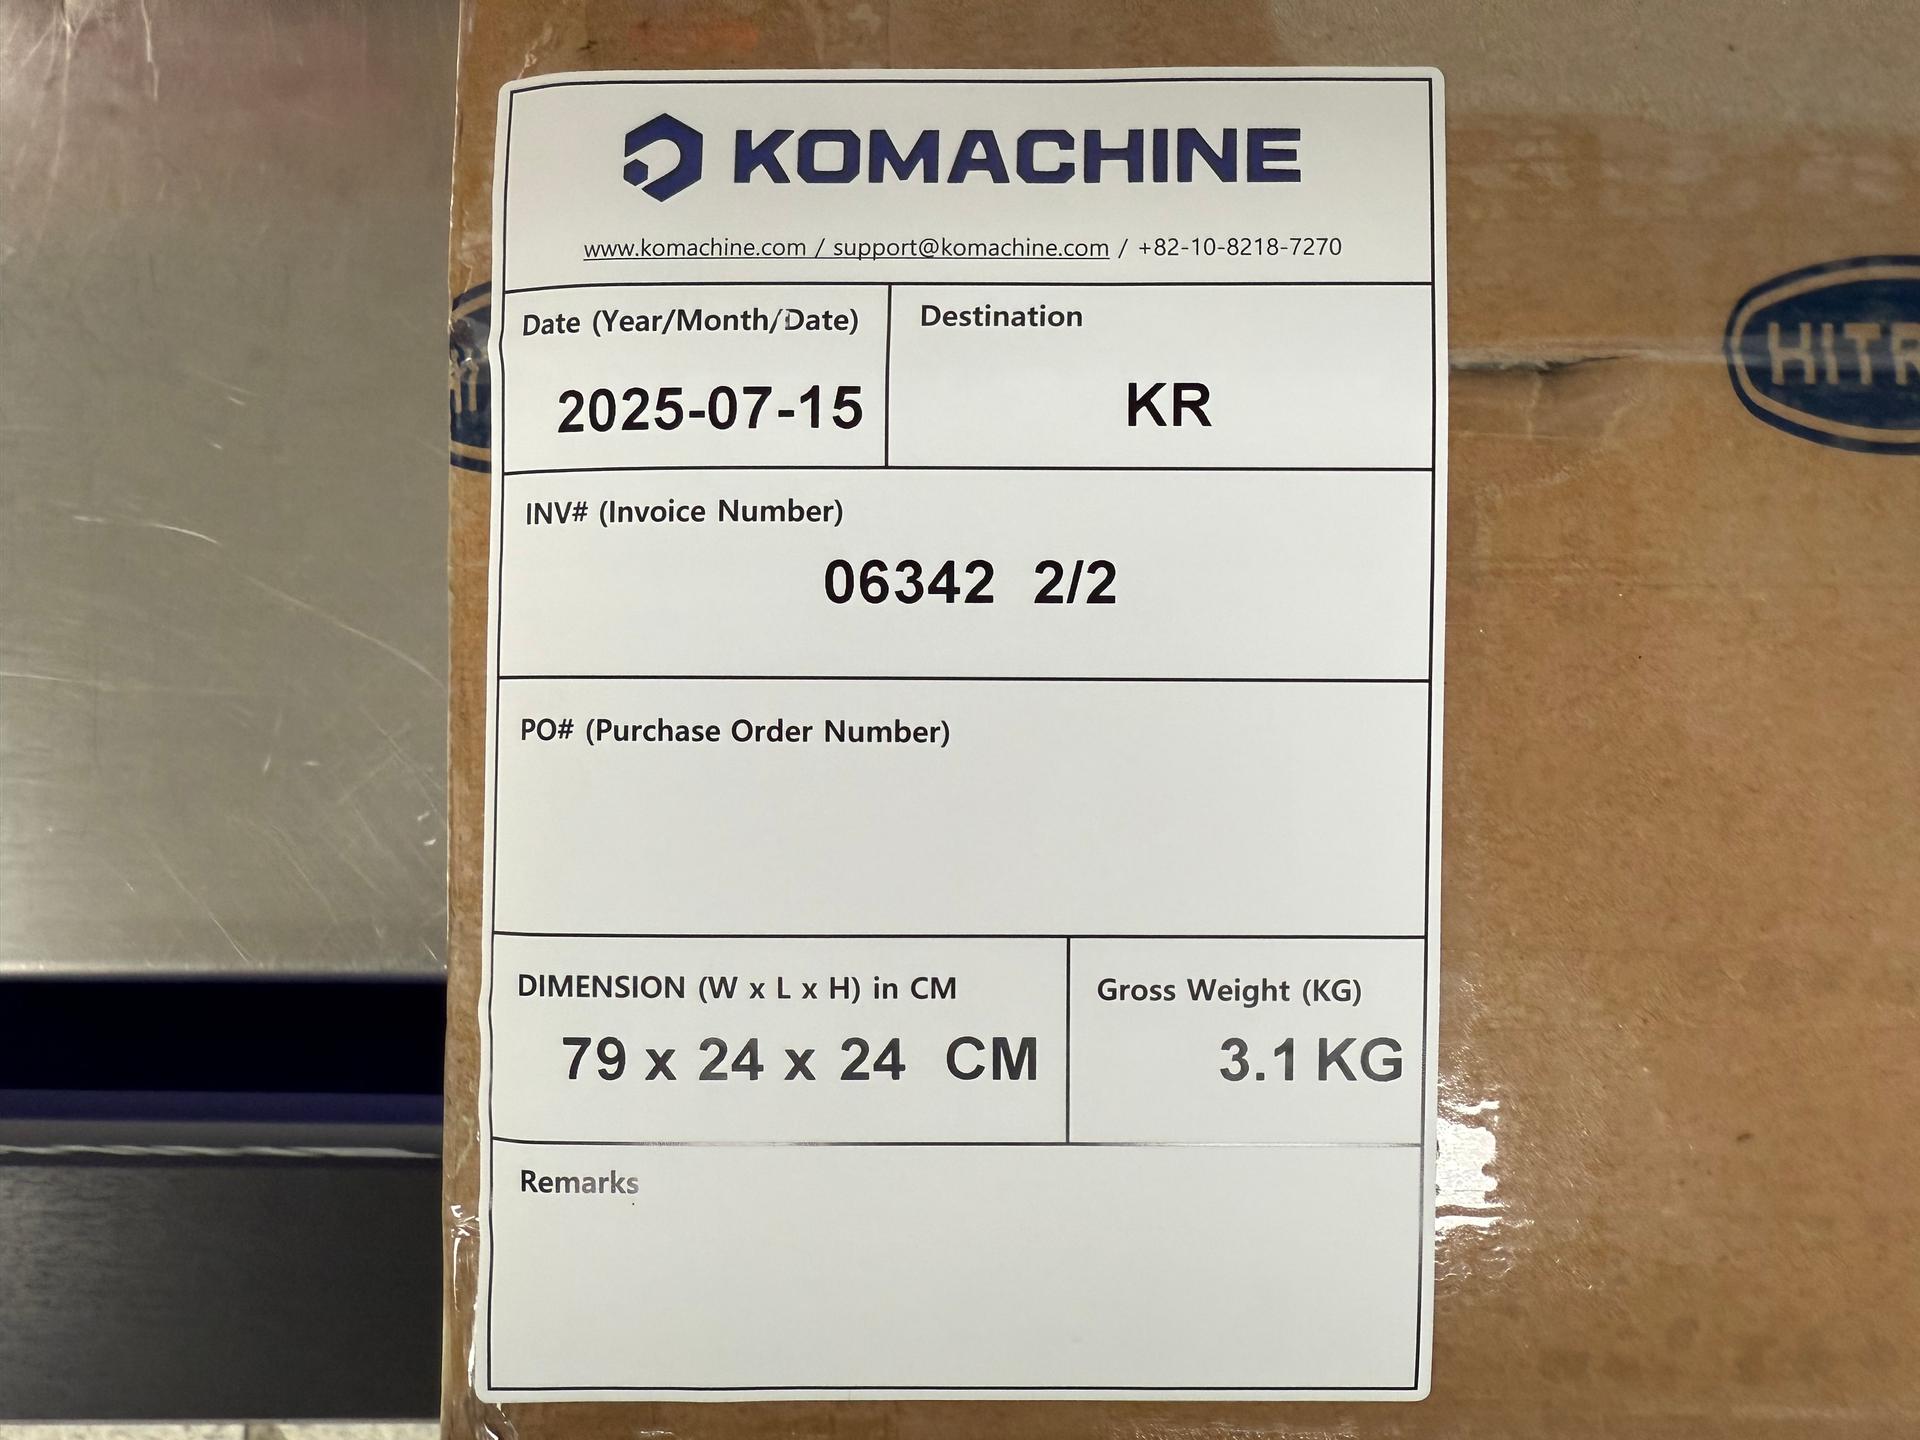 KOMACHINE
www.komachine.com / support@komachine.com / +82-10-8218-7270
Date (Year/Month/Date)
2025-07-15
Destination
KR
INV# (Invoice Number)
06342 2/2
PO# (Purchase Order Number)
DIMENSION (W x L x H) in CM
79 x 24 x 24 CM
Gross Weight (KG)
3.1 KG
Remarks